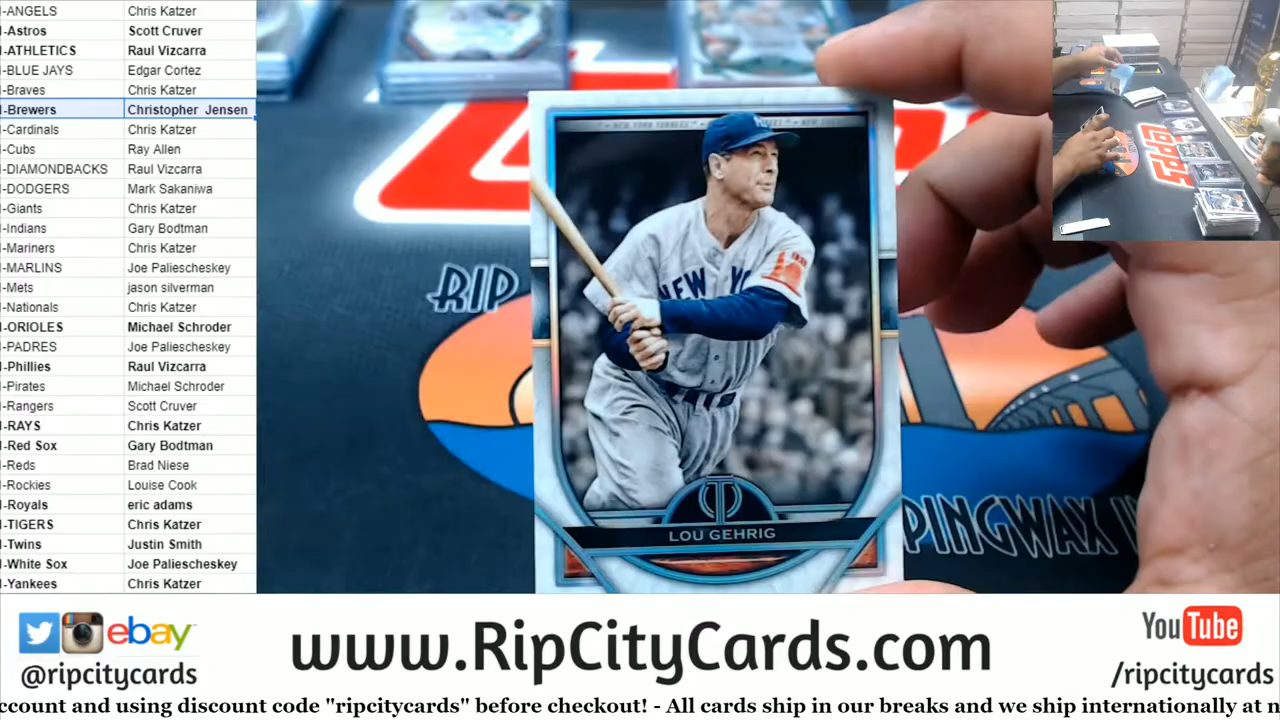 I-ANGELS Chris Katzer
I-Astros Scott Cruver
I-ATHLETICS Raul Vizcarra
I-BLUE JAYS Edgar Cortez
I-Braves Chris Katzer
I-Brewers Christopher Jensen
I-Cardinals Chris Katzer
I-Cubs Ray Allen
I-DIAMONDBACKS Raul Vizcarra
I-DODGERS Mark Sakaniwa
I-Giants Chris Katzer
I-Indians Gary Bodtman
I-Mariners Chris Katzer
I-MARLINS Joe Paliescheskey
I-Mets jason silverman
I-Nationals Chris Katzer
I-ORIOLES Michael Schroder
I-PADRES Joe Paliescheskey
I-Phillies Raul Vizcarra
I-Pirates Michael Schroder
I-Rangers Scott Cruver
I-RAYS Chris Katzer
I-Red Sox Gary Bodtman
I-Reds Brad Niese
I-Rockies Louise Cook
I-Royals eric adams
I-TIGERS Chris Katzer
I-Twins Justin Smith
I-White Sox Joe Paliescheskey
I-Yankees Chris Katzer
NEW YORK YANKEES
NEW YO
LOU GEHRIG
RIP
PINGWAX
topps
ebay
@ripcitycards
www.RipCityCards.com
YouTube
/ripcitycards
ccount and using discount code "ripcitycards" before checkout! - All cards ship in our breaks and we ship internationally at n